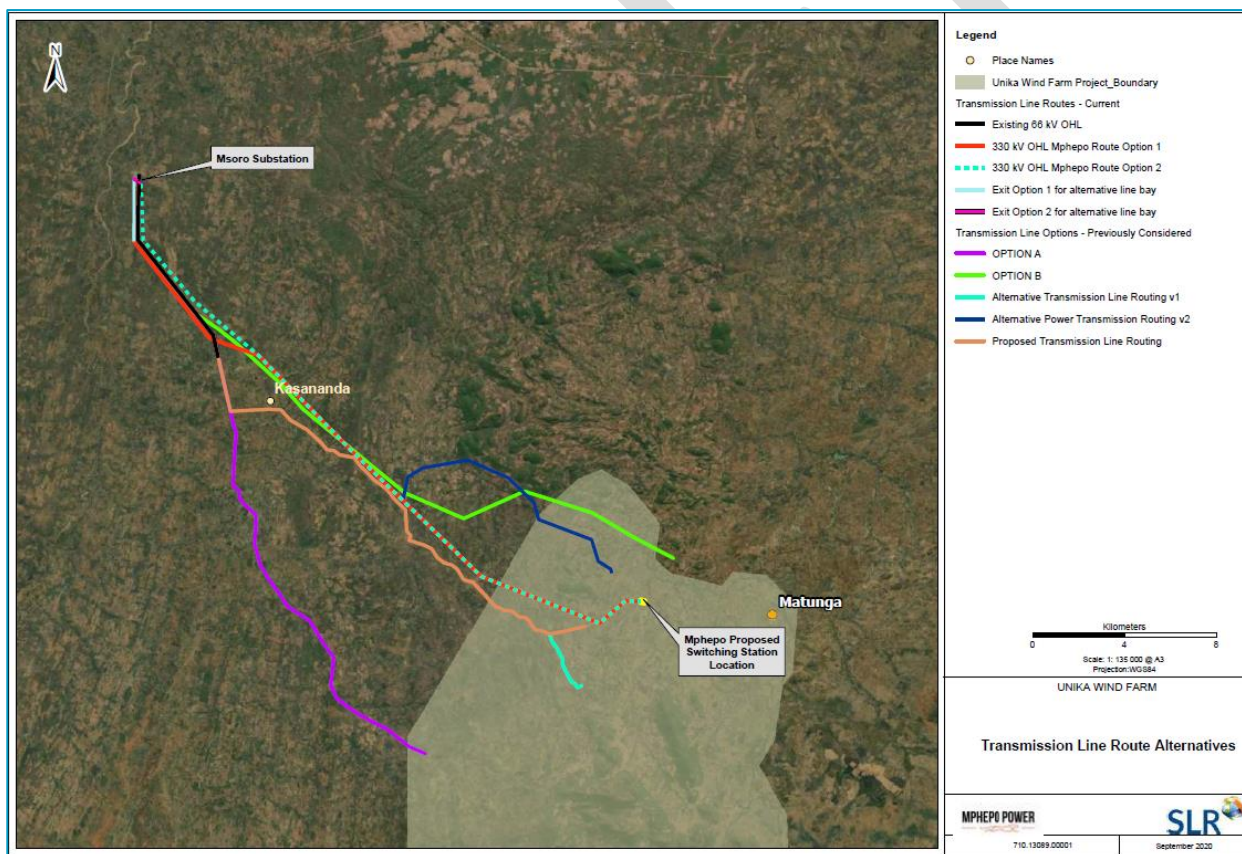 N
Msoro Substation
Kasananda
Matunga
Mphepo Proposed
Switching Station
Location
Legend
Place Names
Unika Wind Farm Project_Boundary
Transmission Line Routes - Current
Existing 66 kV OHL
330 kV OHL Mphepo Route Option 1
330 kV OHL Mphepo Route Option 2
Exit Option 1 for alternative line bay
Exit Option 2 for alternative line bay
Transmission Line Options - Previously Considered
OPTION A
OPTION B
Alternative Transmission Line Routing v1
Alternative Power Transmission Routing v2
Proposed Transmission Line Routing
Kilometers
0 4 8
Scale: 1: 135 000 @ A3
Projection:WGS84
UNIKA WIND FARM
Transmission Line Route Alternatives
MPHEPO POWER
SLR
710.13089.00001
September 2020